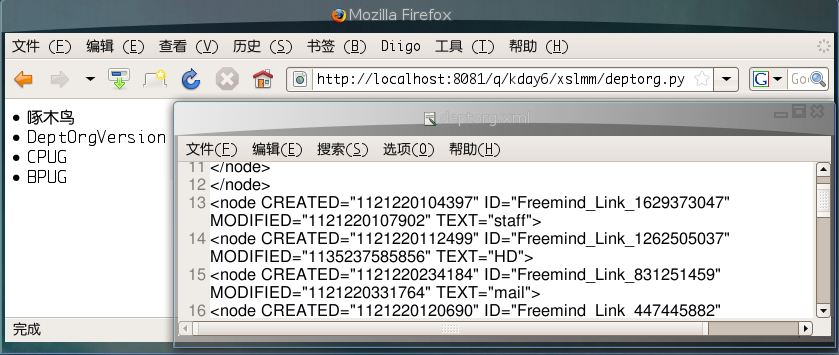 Mozilla Firefox
文件 (F) 编辑 (E) 查看 (V) 历史 (S) 书签 (B) Diigo 工具 (T) 帮助 (H)
http://localhost:8081/q/kday6/xslmm/deptorg.py G Goo
啄木鸟
DeptOrgVersion
CPUG
BPUG
deptorg.xml
文件(F) 编辑(E) 搜索(S) 选项(O) 帮助(H)
11 </node>
12 </node>
13 <node CREATED="1121220104397" ID="Freemind_Link_1629373047"
MODIFIED="1121220107902" TEXT="staff">
14 <node CREATED="1121220112499" ID="Freemind_Link_1262505037"
MODIFIED="1135237585856" TEXT="HD">
15 <node CREATED="1121220234184" ID="Freemind_Link_831251459"
MODIFIED="1121220331764" TEXT="mail">
16 <node CREATED="1121220120690" ID="Freemind_Link_447445882"
完成